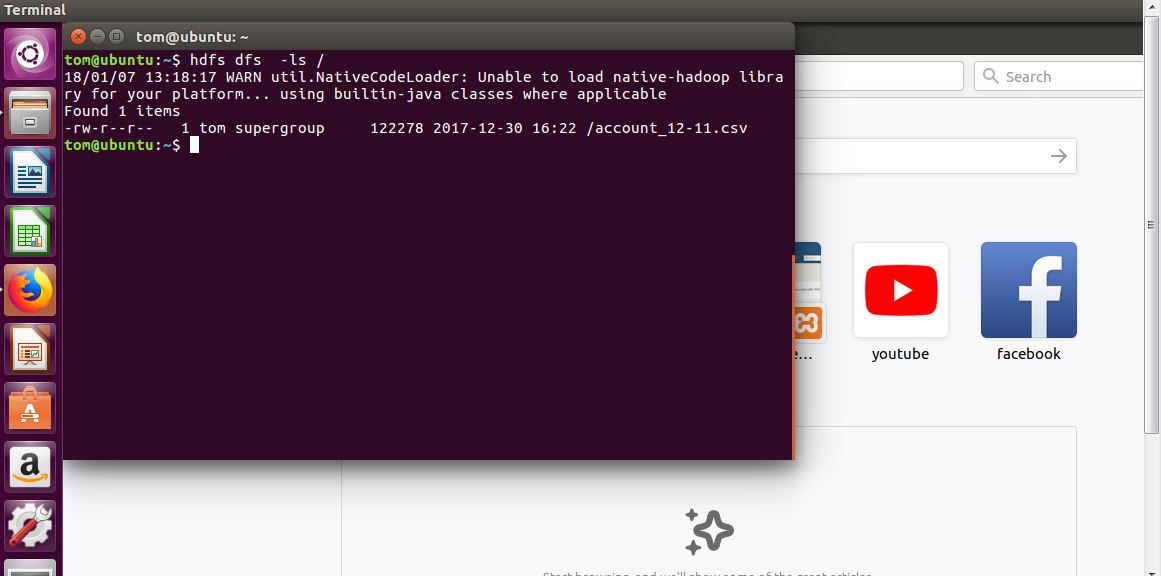 Terminal
tom@ubuntu: ~
tom@ubuntu:~$ hdfs dfs  -ls /
18/01/07 13:18:17 WARN util.NativeCodeLoader: Unable to load native-hadoop libra
ry for your platform... using builtin-java classes where applicable
Found 1 items
-rw-r--r--   1 tom supergroup     122278 2017-12-30 16:22 /account_12-11.csv
tom@ubuntu:~$
Search
e...
youtube
facebook